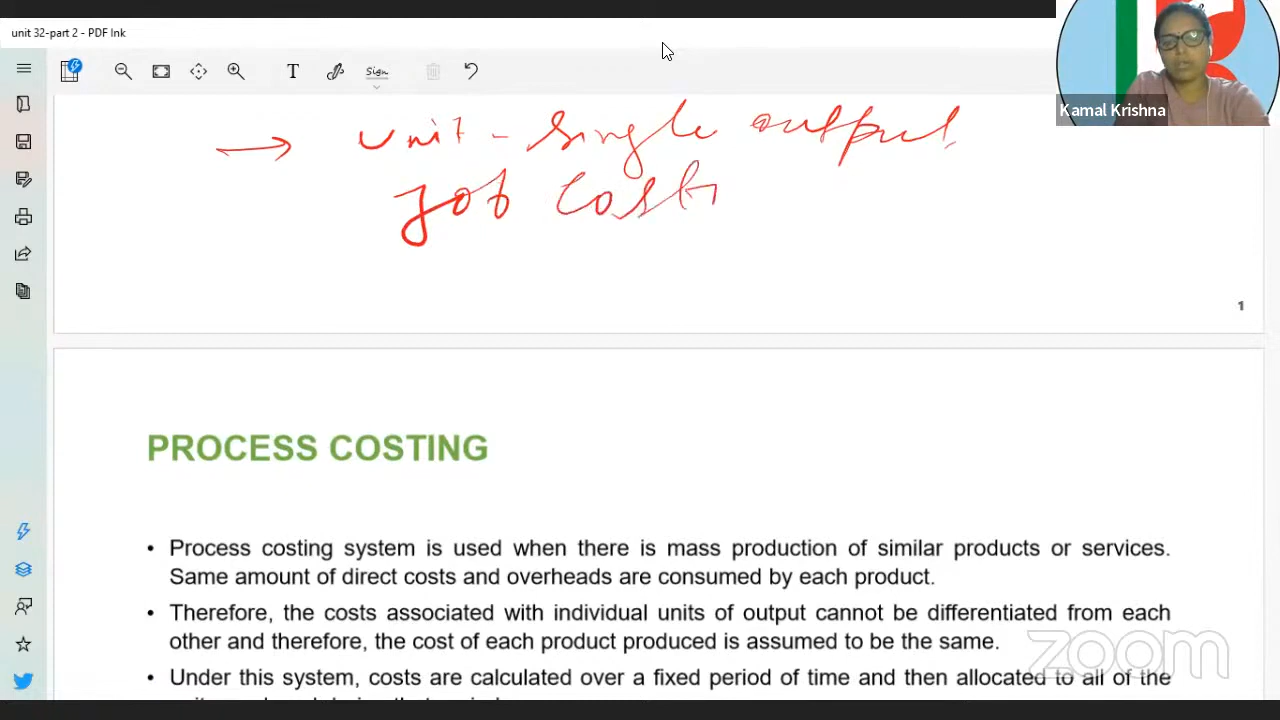 unit 32-part 2 - PDF Ink
T
Sign
Kamal Krishna
→ Unit - Single output
Job Costi
1
PROCESS COSTING
• Process costing system is used when there is mass production of similar products or services.
Same amount of direct costs and overheads are consumed by each product.
• Therefore, the costs associated with individual units of output cannot be differentiated from each
other and therefore, the cost of each product produced is assumed to be the same.
• Under this system, costs are calculated over a fixed period of time and then allocated to all of the
zoom